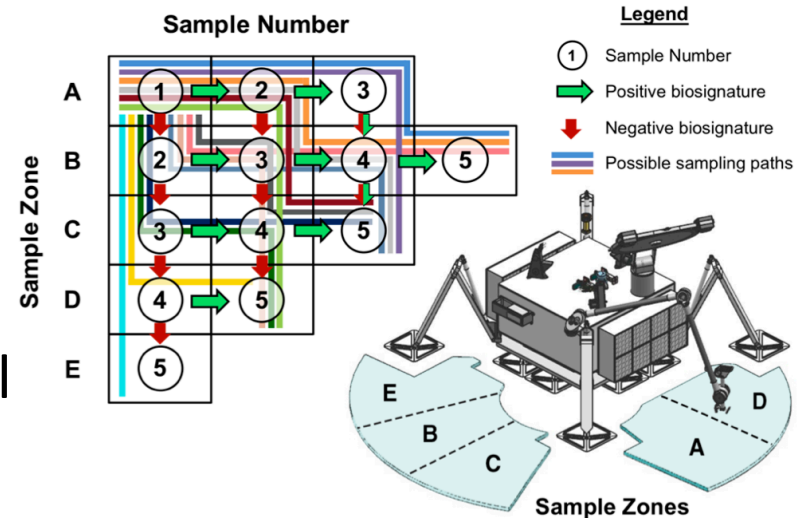 Sample Number
Legend
1 Sample Number
Positive biosignature
Negative biosignature
Possible sampling paths
Sample Zone
A 1 2 3
B 2 3 4 5
C 3 4 5
D 4 5
E 5
E
B
C
D
A
Sample Zones